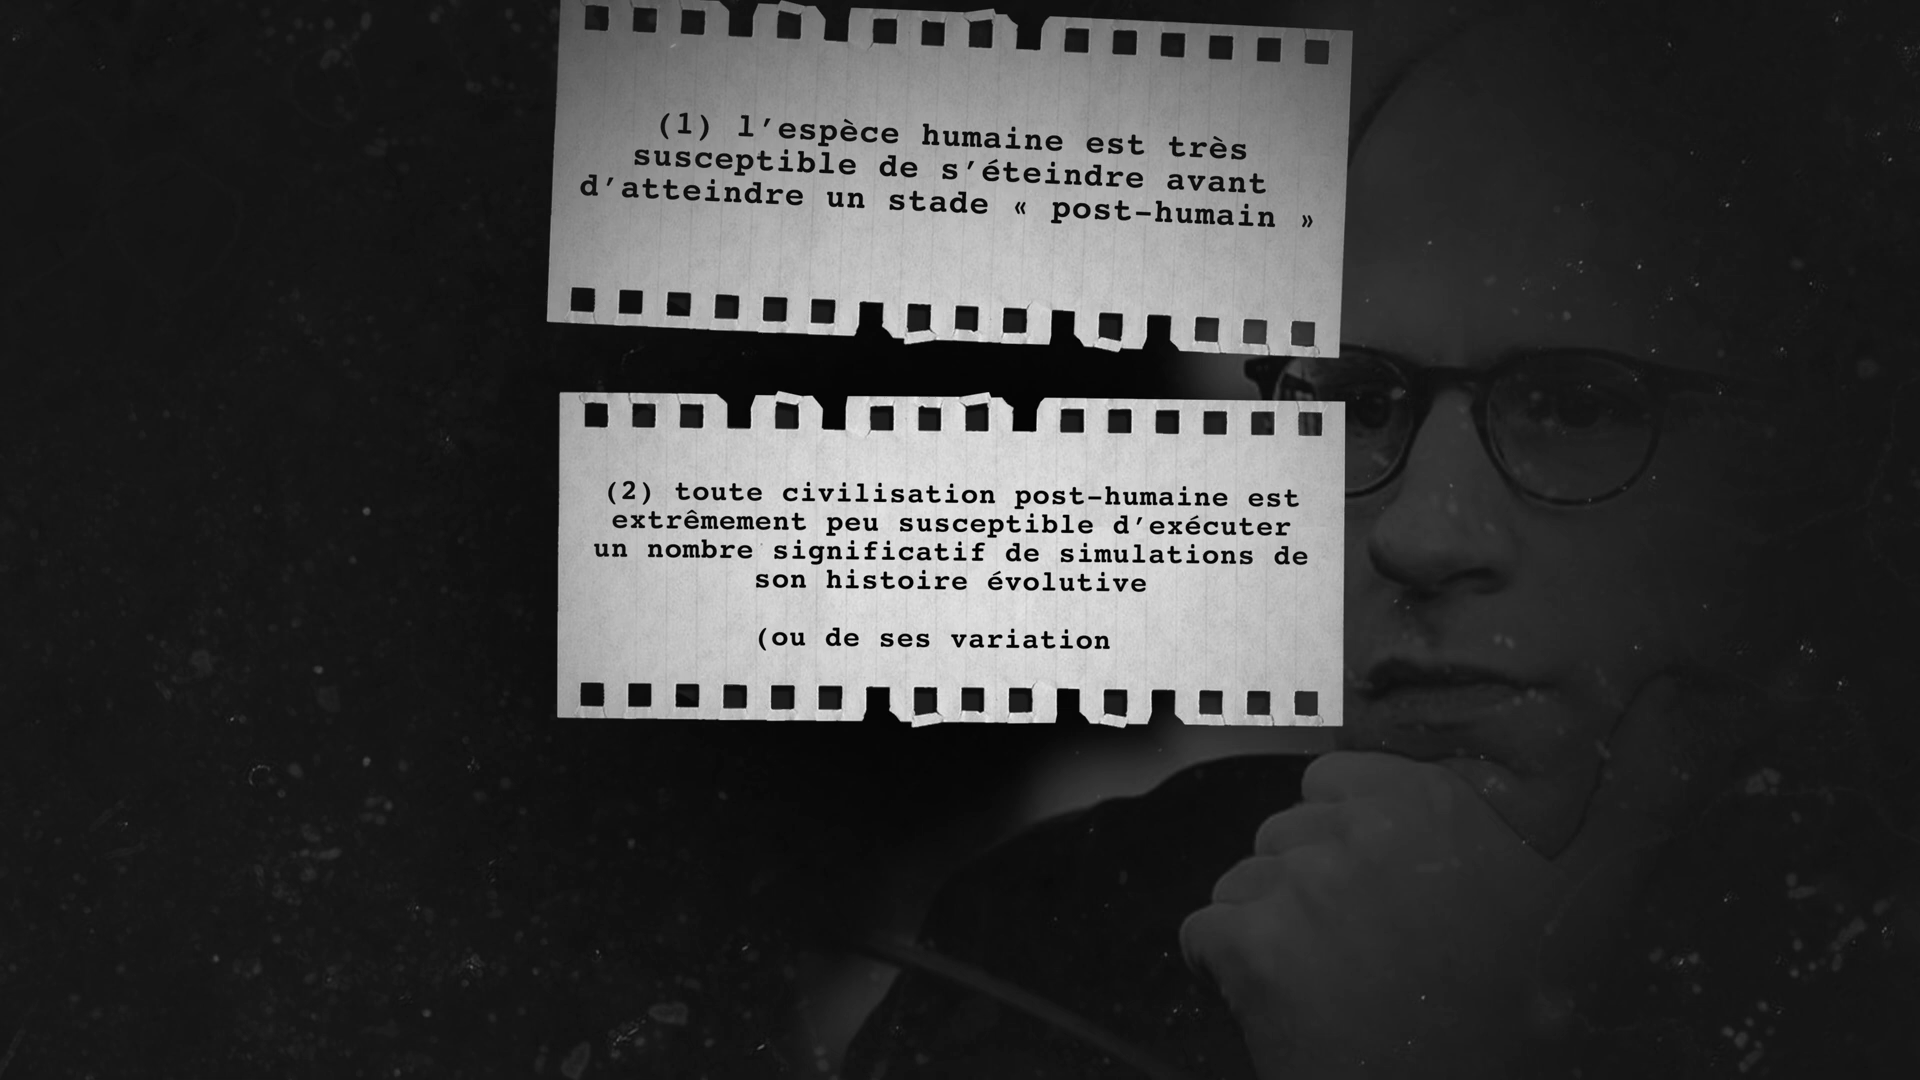 (1) l’espèce humaine est très
susceptible de s’éteindre avant
d’atteindre un stade « post-humain »
(2) toute civilisation post-humaine est
extrêmement peu susceptible d’exécuter
un nombre significatif de simulations de
son histoire évolutive
(ou de ses variation